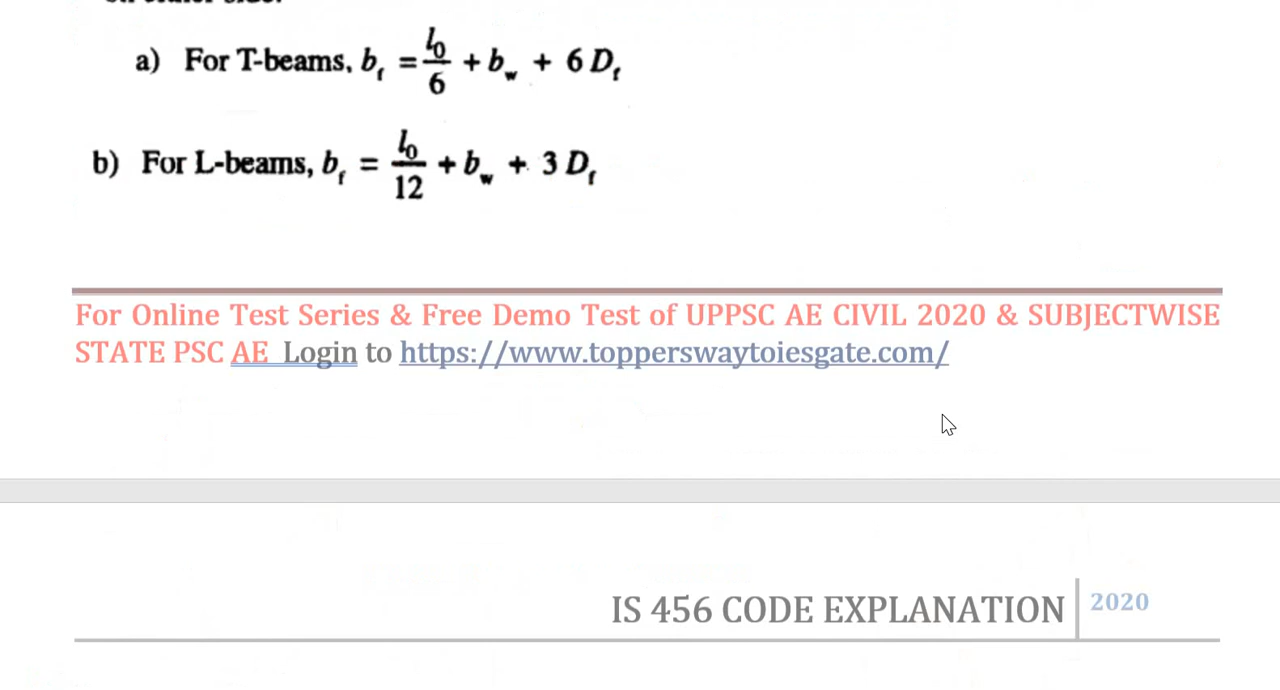 a) For T-beams, b_f = l_0/6 + b_w + 6 D_f
b) For L-beams, b_f = l_0/12 + b_w + 3 D_f
For Online Test Series & Free Demo Test of UPPSC AE CIVIL 2020 & SUBJECTWISE
STATE PSC AE Login to https://www.topperswaytoiesgate.com/
IS 456 CODE EXPLANATION 2020